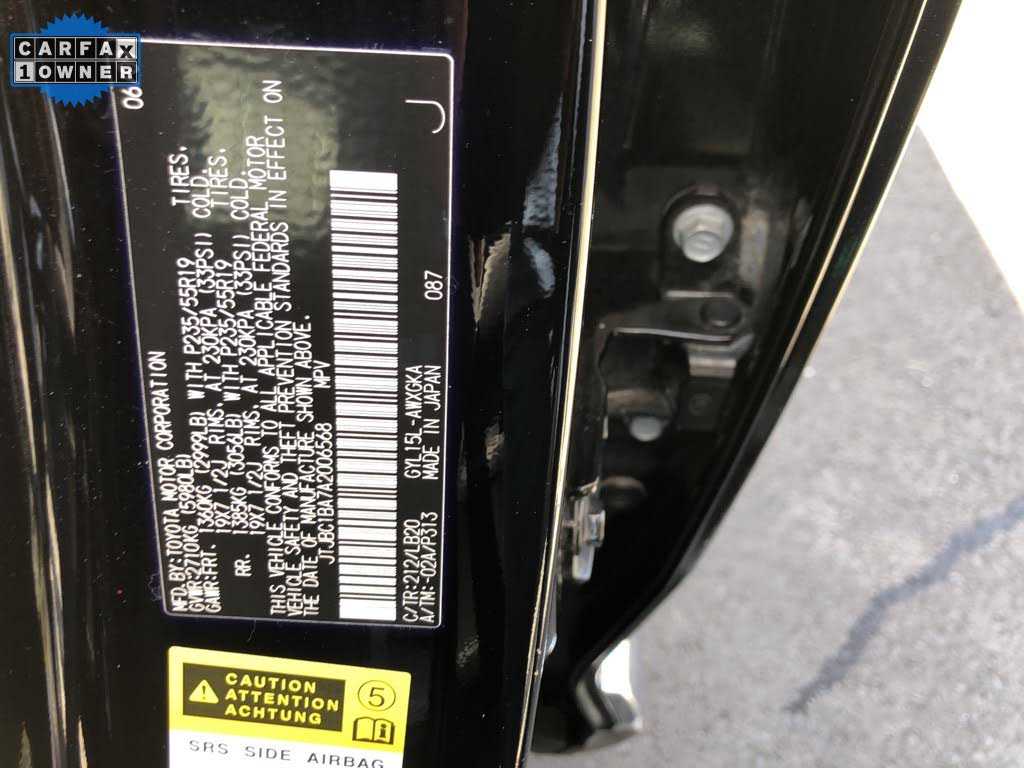 CARFAX
1 OWNER
06
MFD.BY:TOYOTA MOTOR CORPORATION
GVWR:2710KG (5980LB)
GAWR:FRT. 1360KG (2999LB) WITH P235/55R19 TIRES,
19X7 1/2J RIMS, AT 230KPA (33PSI) COLD.
RR. 1385KG (3056LB) WITH P235/55R19 TIRES,
19X7 1/2J RIMS, AT 230KPA (33PSI) COLD.
THIS VEHICLE CONFORMS TO ALL APPLICABLE FEDERAL MOTOR
VEHICLE SAFETY AND THEFT PREVENTION STANDARDS IN EFFECT ON
THE DATE OF MANUFACTURE SHOWN ABOVE.
JTJBC1BA7A2006568 MPV
087
C/TR:212/LB20 GYL15L-AWXGKA
A/TM:-02A/P313 MADE IN JAPAN
J
CAUTION
ATTENTION
ACHTUNG
5
SRS SIDE AIRBAG